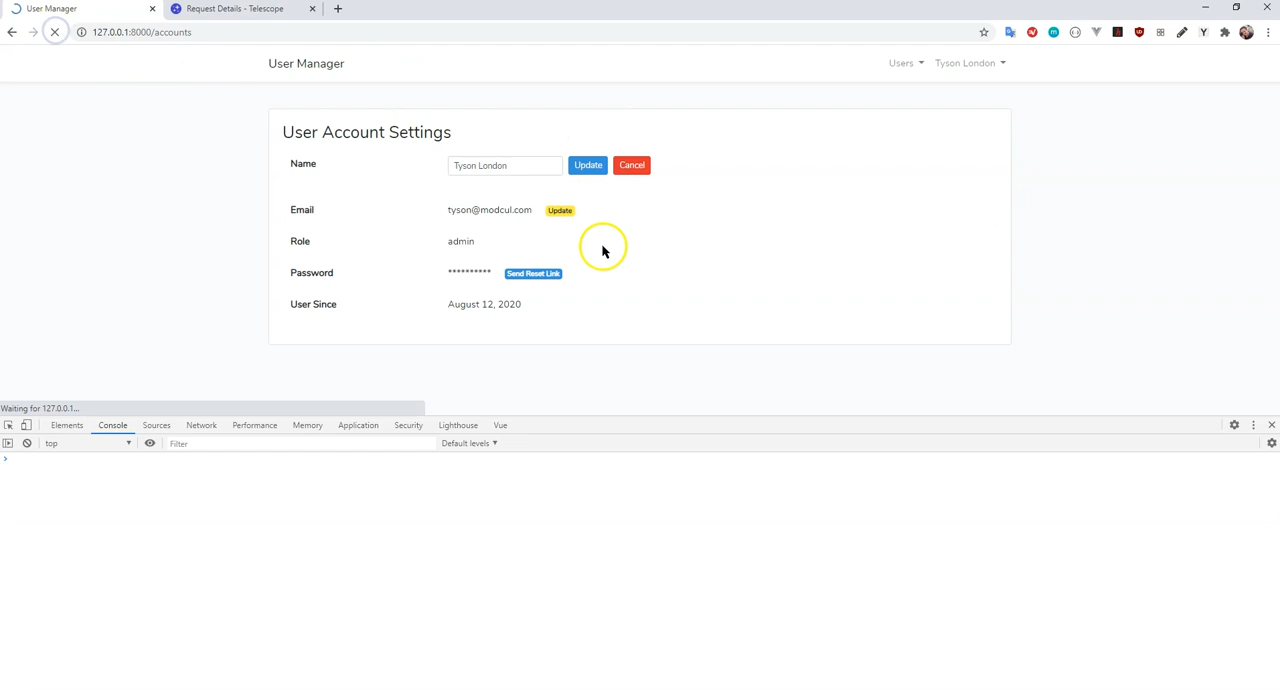 User Manager
Request Details - Telescope
127.0.0.1:8000/accounts
User Manager
Users
Tyson London
User Account Settings
Name
Tyson London
Update
Cancel
Email
tyson@modcul.com
Update
Role
admin
Password
**********
Send Reset Link
User Since
August 12, 2020
Waiting for 127.0.0.1...
Elements
Console
Sources
Network
Performance
Memory
Application
Security
Lighthouse
Vue
top
Filter
Default levels